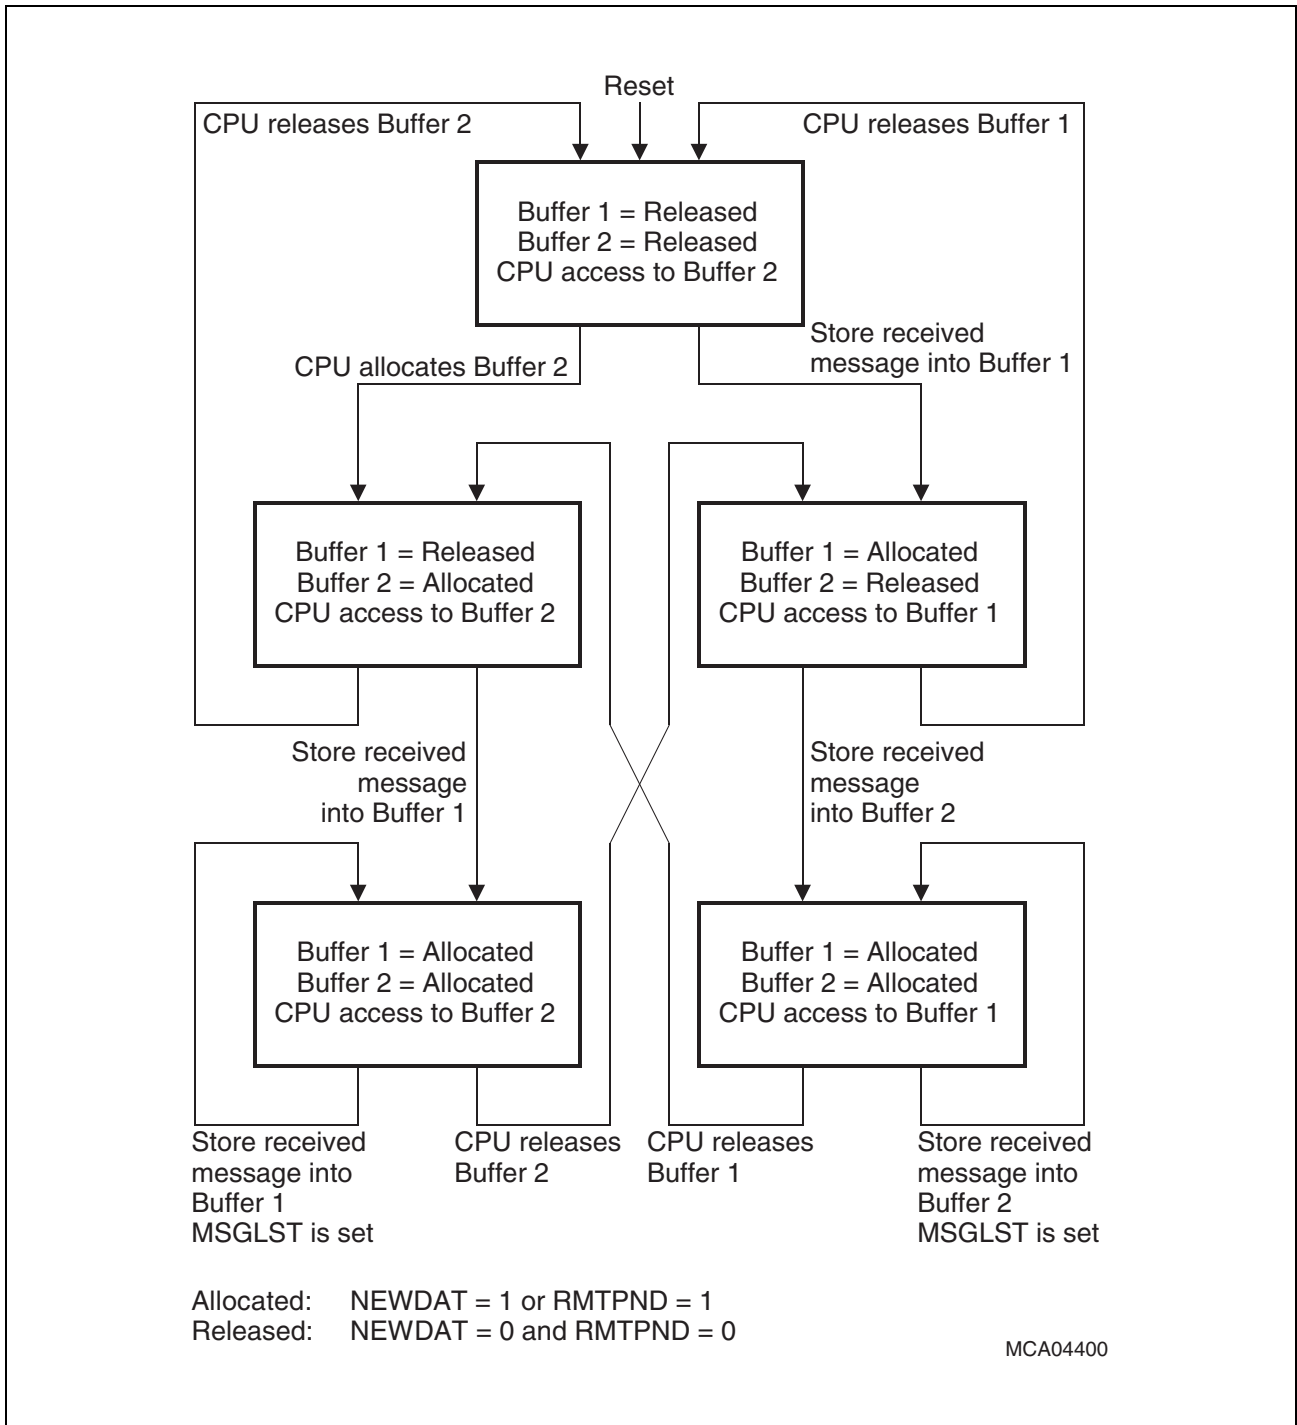 Reset
CPU releases Buffer 2
CPU releases Buffer 1
Buffer 1 = Released
Buffer 2 = Released
CPU access to Buffer 2
CPU allocates Buffer 2
Store received
message into Buffer 1
Buffer 1 = Released
Buffer 2 = Allocated
CPU access to Buffer 2
Buffer 1 = Allocated
Buffer 2 = Released
CPU access to Buffer 1
Store received
message
into Buffer 1
Store received
message
into Buffer 2
Buffer 1 = Allocated
Buffer 2 = Allocated
CPU access to Buffer 2
Buffer 1 = Allocated
Buffer 2 = Allocated
CPU access to Buffer 1
Store received
message into
Buffer 1
MSGLST is set
CPU releases
Buffer 2
CPU releases
Buffer 1
Store received
message into
Buffer 2
MSGLST is set
Allocated: NEWDAT = 1 or RMTPND = 1
Released: NEWDAT = 0 and RMTPND = 0
MCA04400